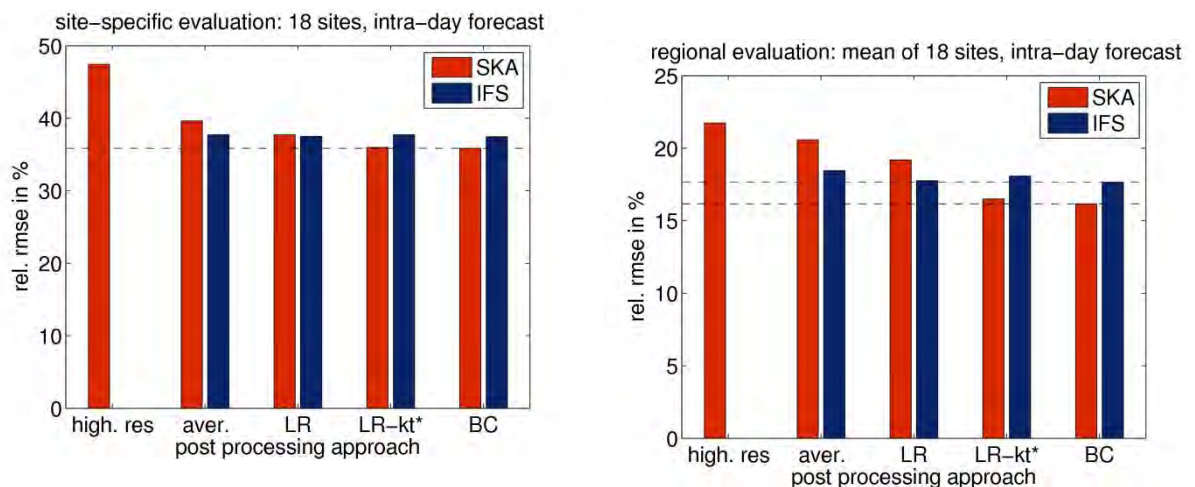 site−specific evaluation: 18 sites, intra−day forecast
50
40
30
20
10
0
rel. rmse in %
SKA
IFS
high. res
aver.
LR
LR−kt*
BC
post processing approach
regional evaluation: mean of 18 sites, intra−day forecast
25
20
15
10
5
0
rel. rmse in %
SKA
IFS
high. res
aver.
LR
LR−kt*
BC
post processing approach